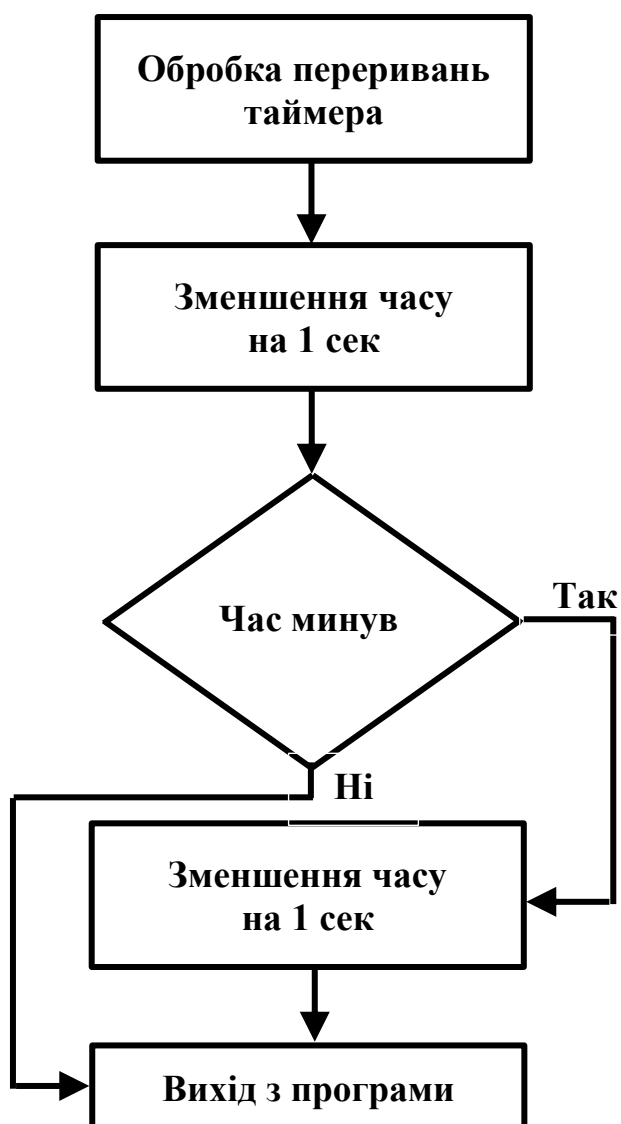 Обробка переривань
таймера
Зменшення часу
на 1 сек
Час минув
Так
Ні
Зменшення часу
на 1 сек
Вихід з програми